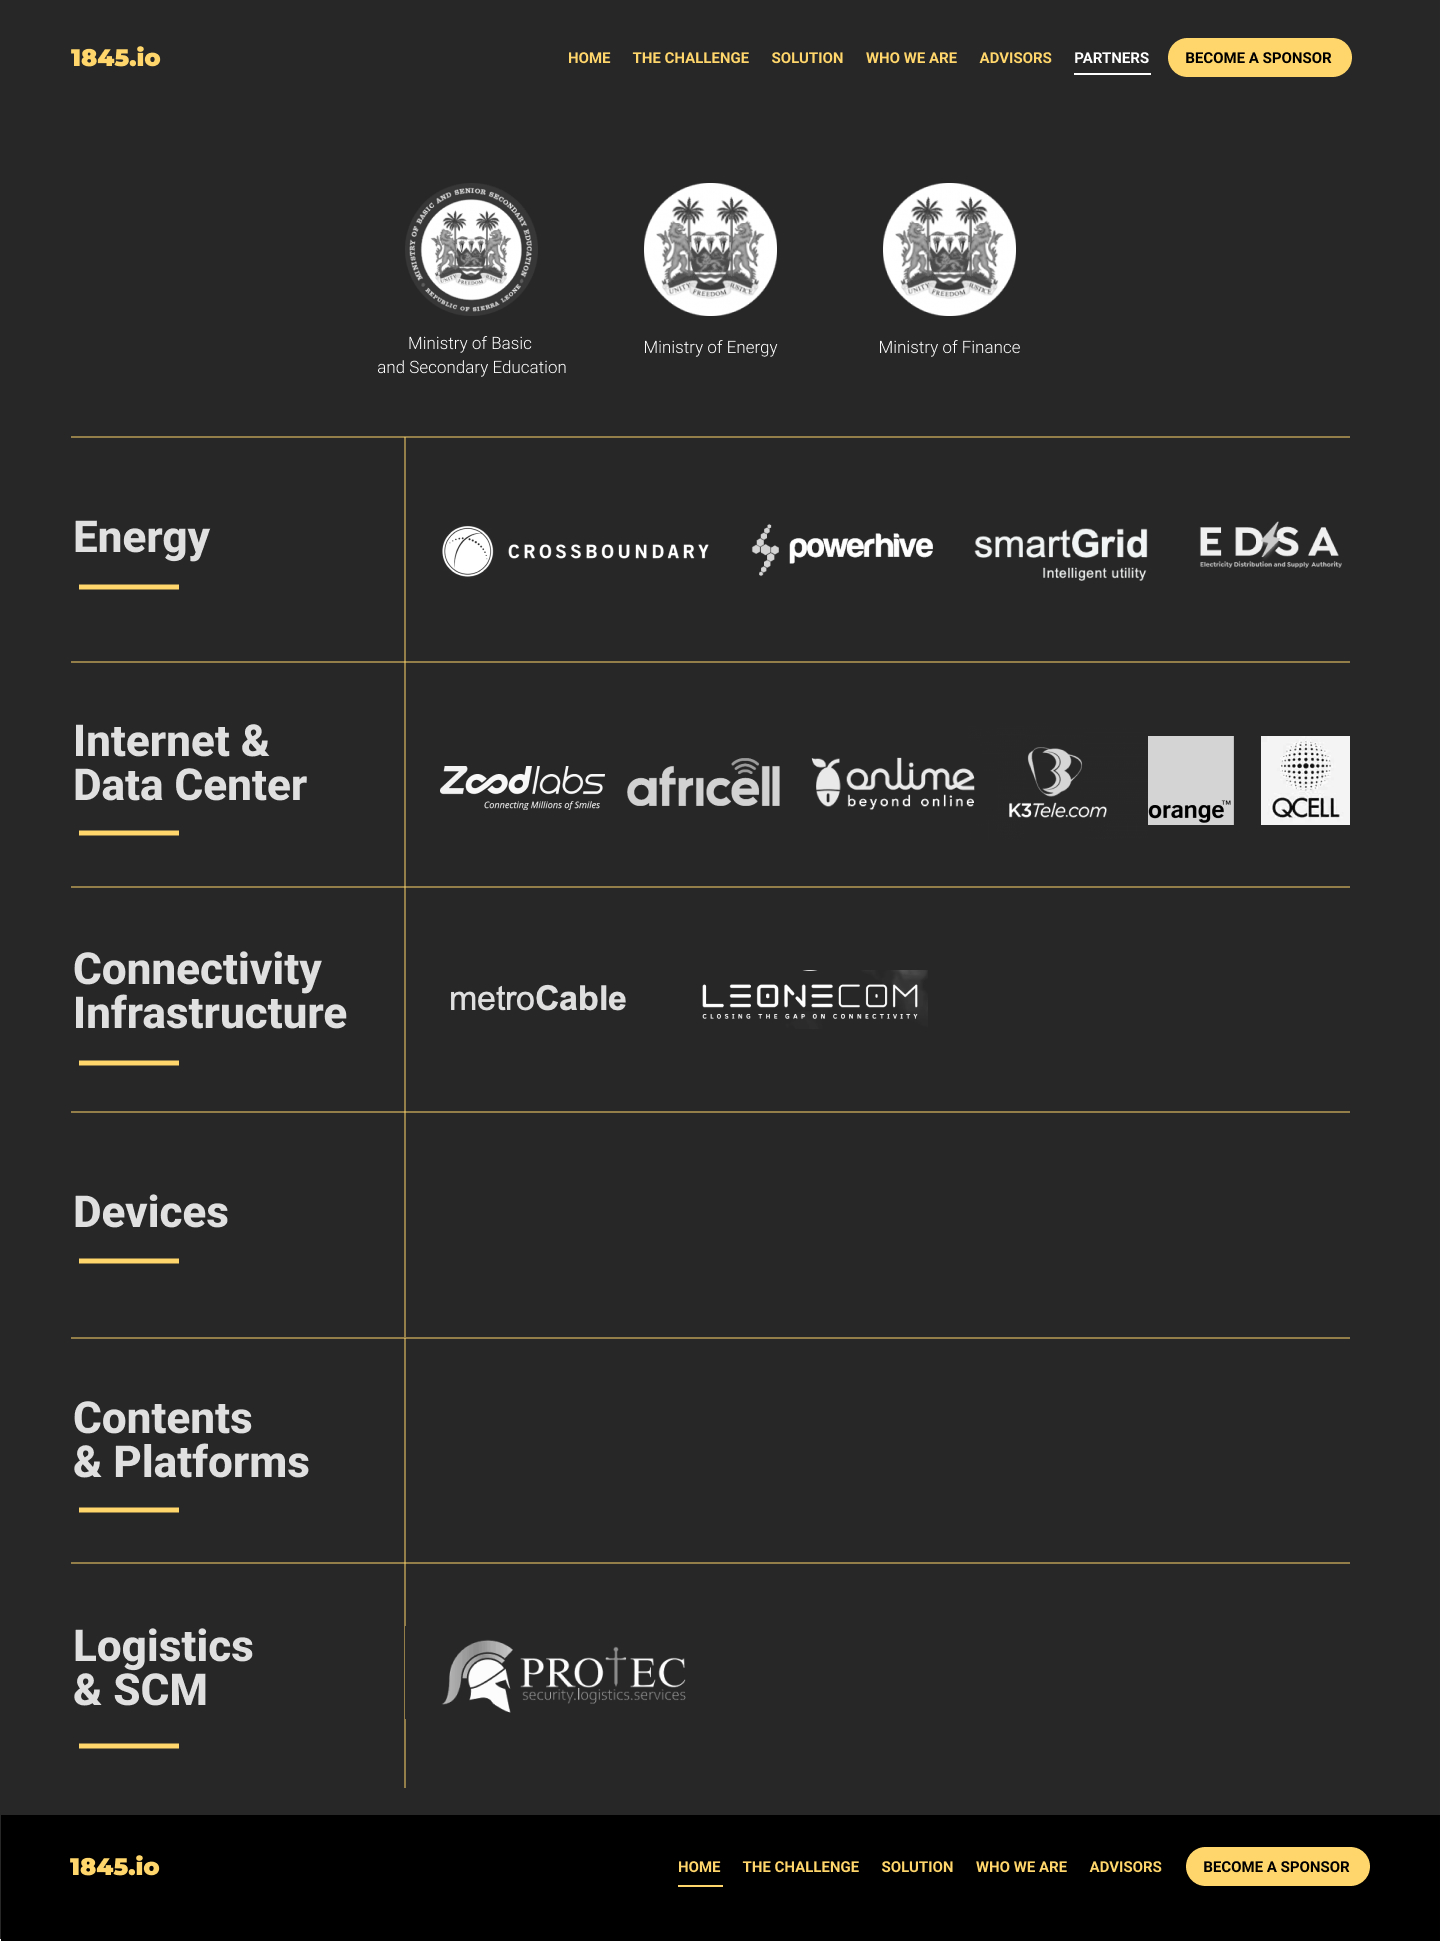 1845.io
HOME THE CHALLENGE SOLUTION WHO WE ARE ADVISORS PARTNERS BECOME A SPONSOR
MINISTRY OF BASIC AND SENIOR SECONDARY EDUCATION
REPUBLIC OF SIERRA LEONE
UNITY FREEDOM JUSTICE
UNITY FREEDOM JUSTICE
UNITY FREEDOM JUSTICE
Ministry of Basic
and Secondary Education
Ministry of Energy
Ministry of Finance
Energy
CROSSBOUNDARY
powerhive
smartGrid
Intelligent utility
EDSA
Electricity Distribution and Supply Authority
Internet &
Data Center
Zoodlabs
Connecting Millions of Smiles
africell
onlime
beyond online
K3Tele.com
orange™
QCELL
Connectivity
Infrastructure
metroCable
LEONECOM
CLOSING THE GAP ON CONNECTIVITY
Devices
Contents
& Platforms
Logistics
& SCM
PROTEC
security.logistics.services
1845.io
HOME THE CHALLENGE SOLUTION WHO WE ARE ADVISORS BECOME A SPONSOR